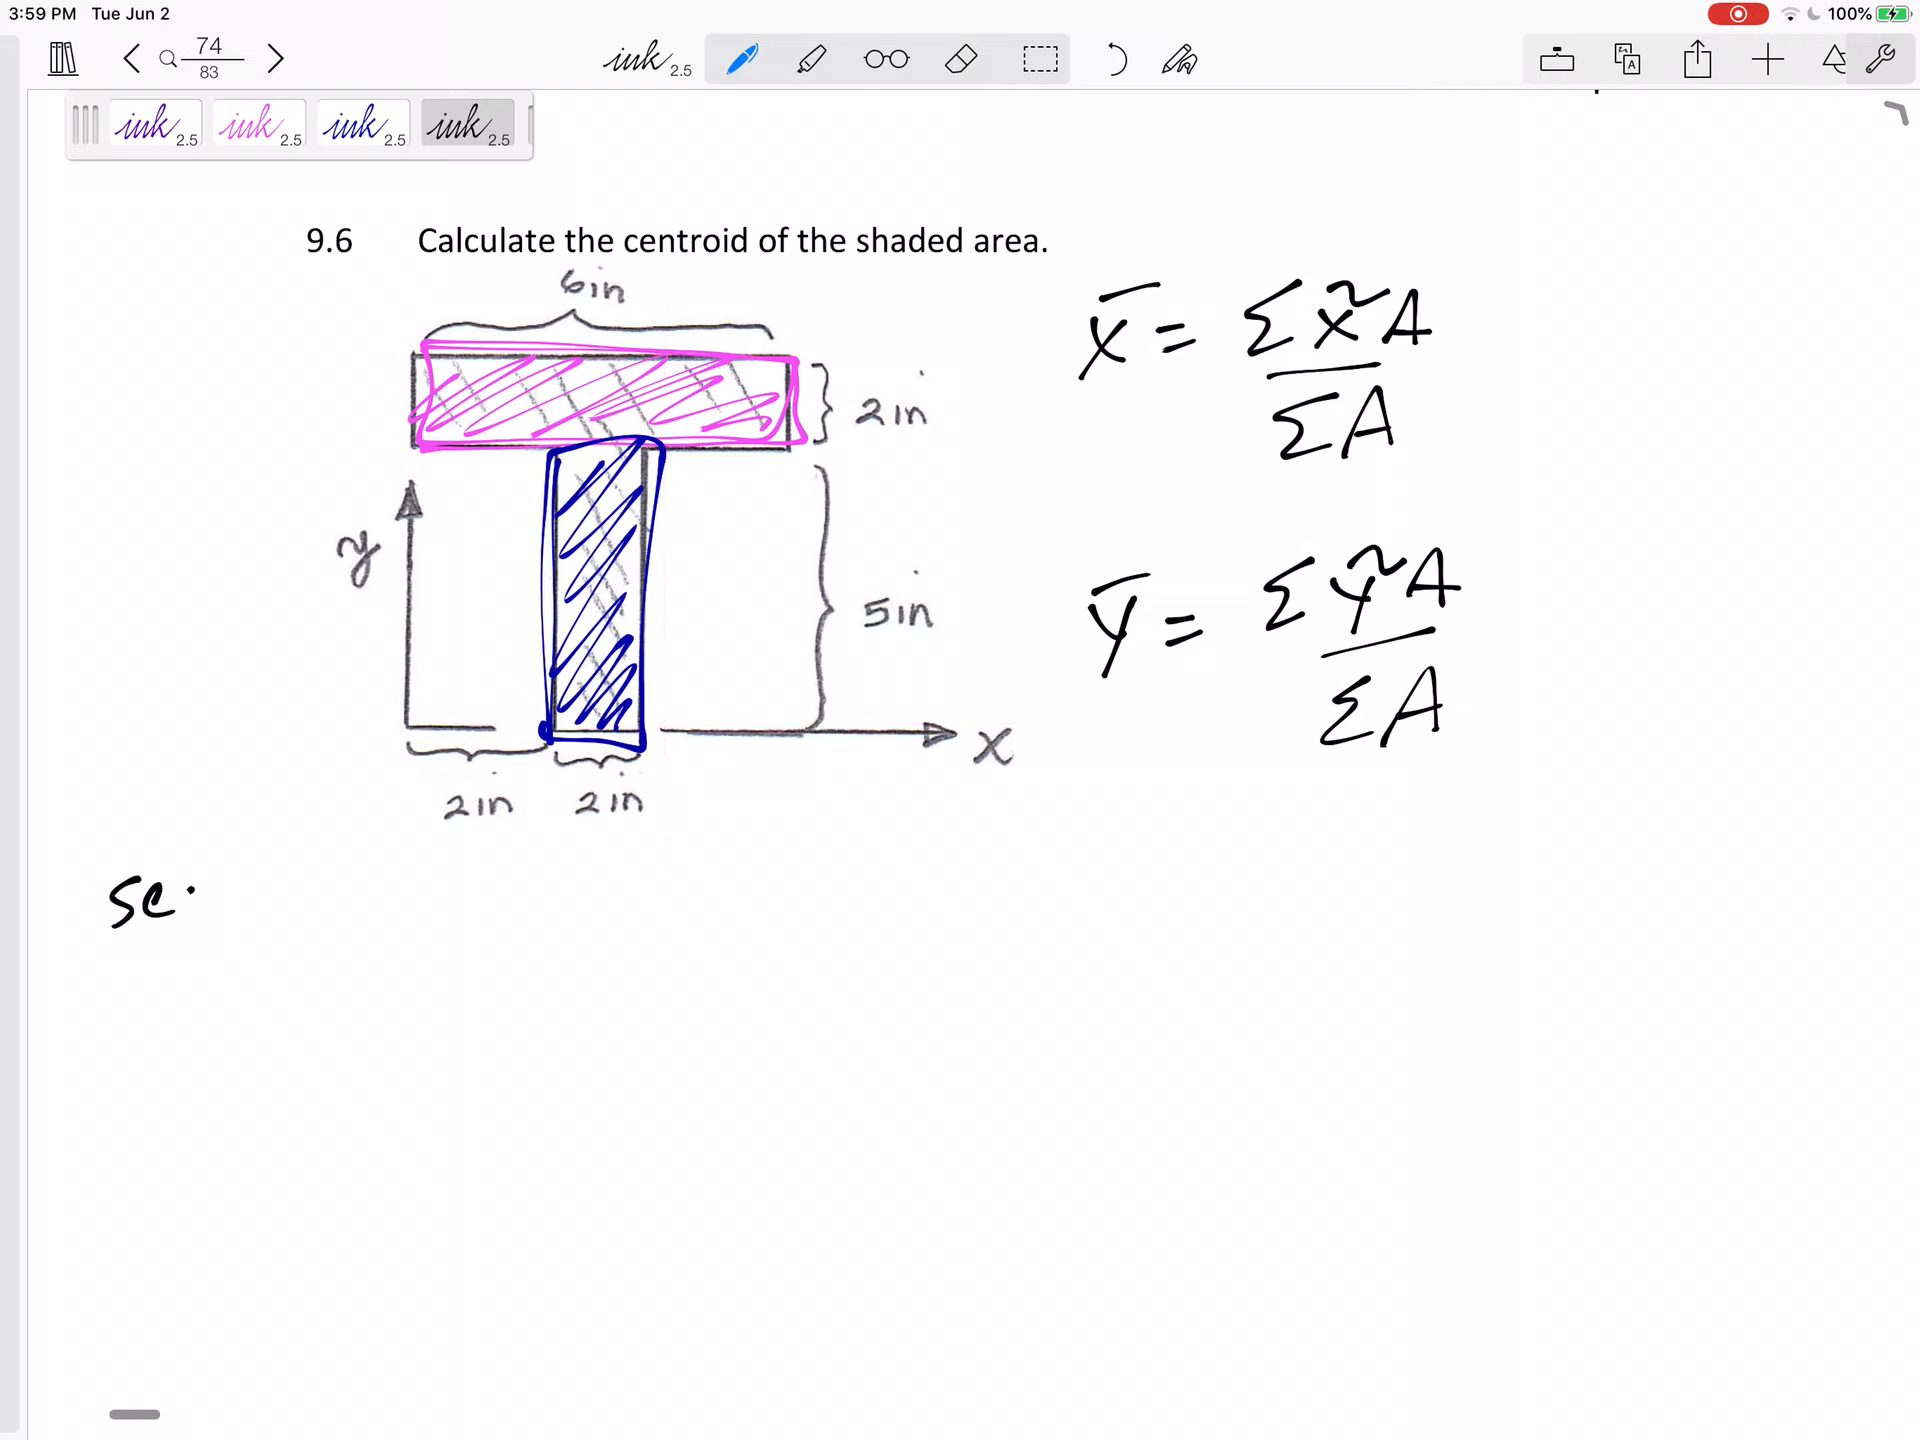 3:59 PM Tue Jun 2
100%
74
83
ink 2.5
ink 2.5 ink 2.5 ink 2.5 ink 2.5
9.6 Calculate the centroid of the shaded area.
6in
2in
y
5in
x
2in 2in
x̄ = Σx̃A
ΣA
ȳ = ΣỹA
ΣA
se·